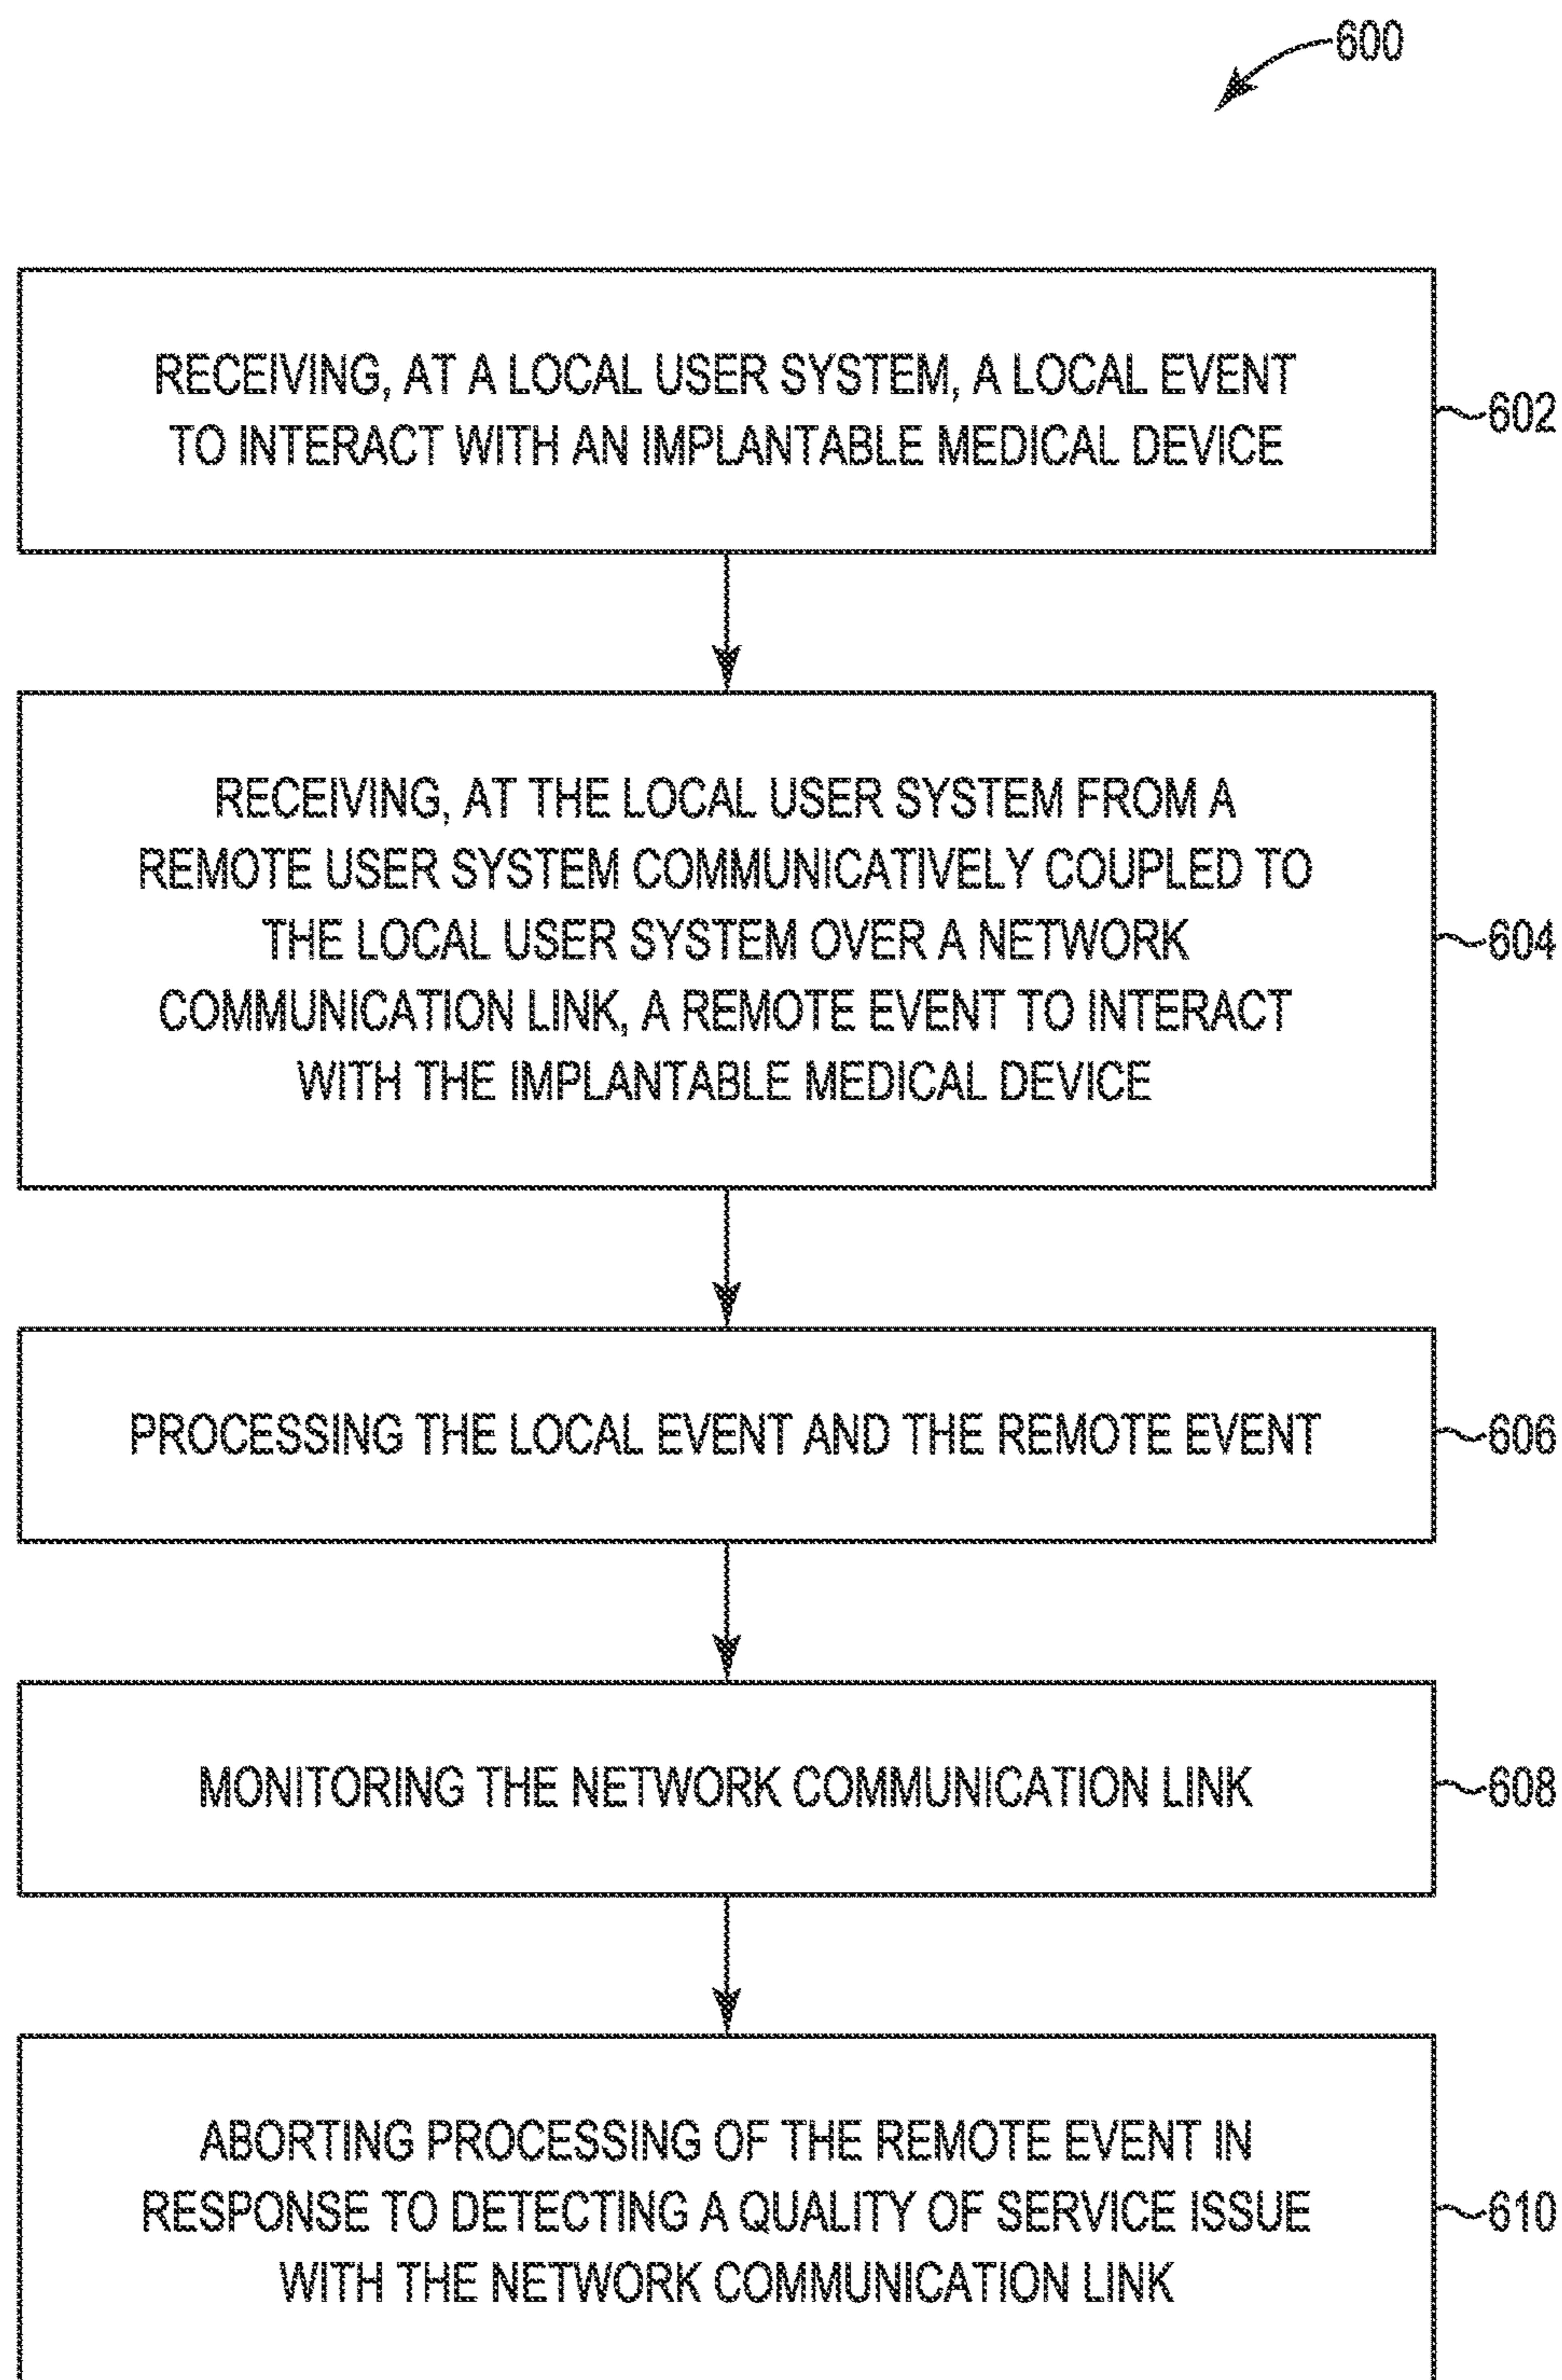 600
RECEIVING, AT A LOCAL USER SYSTEM, A LOCAL EVENT
TO INTERACT WITH AN IMPLANTABLE MEDICAL DEVICE
602
RECEIVING, AT THE LOCAL USER SYSTEM FROM A
REMOTE USER SYSTEM COMMUNICATIVELY COUPLED TO
THE LOCAL USER SYSTEM OVER A NETWORK
COMMUNICATION LINK, A REMOTE EVENT TO INTERACT
WITH THE IMPLANTABLE MEDICAL DEVICE
604
PROCESSING THE LOCAL EVENT AND THE REMOTE EVENT
606
MONITORING THE NETWORK COMMUNICATION LINK
608
ABORTING PROCESSING OF THE REMOTE EVENT IN
RESPONSE TO DETECTING A QUALITY OF SERVICE ISSUE
WITH THE NETWORK COMMUNICATION LINK
610